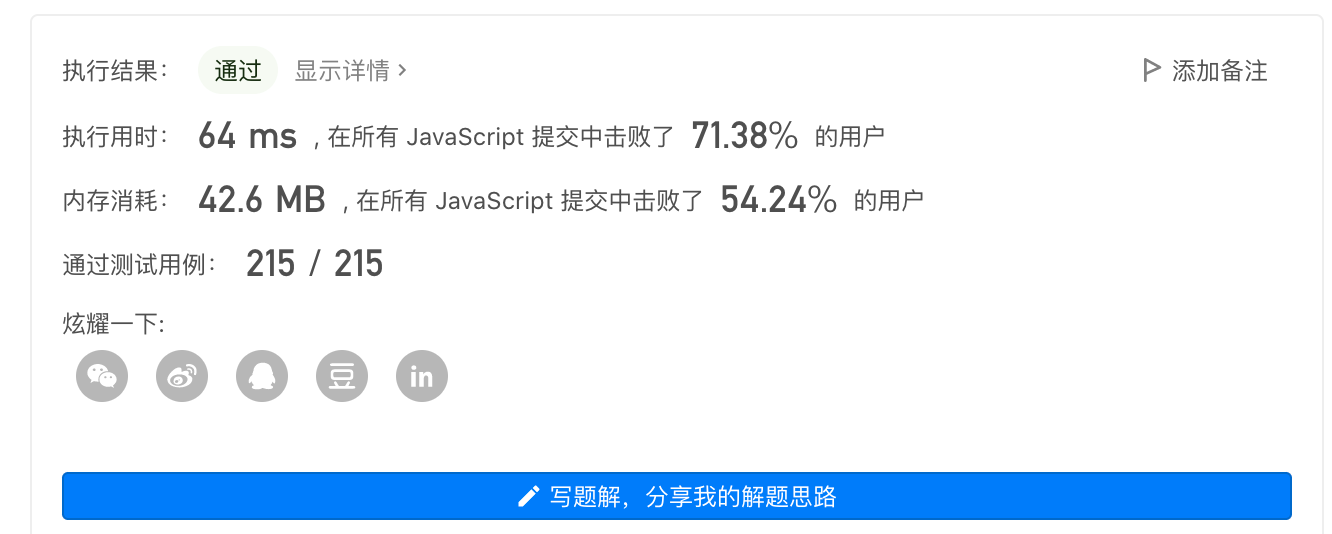 执行结果： 通过 显示详情 > 添加备注
执行用时： 64 ms , 在所有 JavaScript 提交中击败了 71.38% 的用户
内存消耗： 42.6 MB , 在所有 JavaScript 提交中击败了 54.24% 的用户
通过测试用例： 215 / 215
炫耀一下:
豆 in
写题解，分享我的解题思路